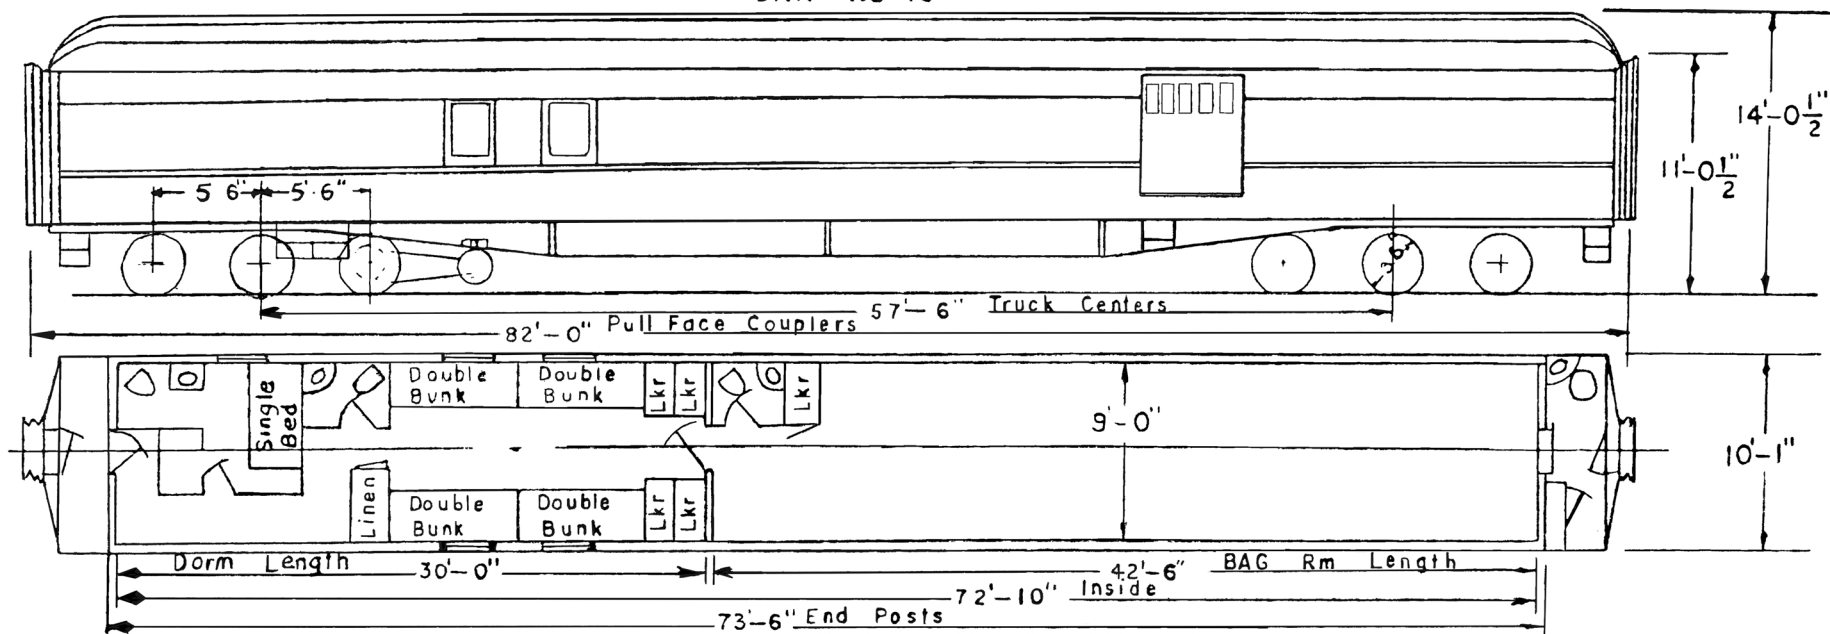 14'-0 1/2"
11'-0 1/2"
5 6" 5'.6"
3'0"
57'-6" Truck Centers
82'-0" Pull Face Couplers
Single
Bed
Double
Bunk
Double
Bunk
Lkr
Lkr
Lkr
9'-0"
10'-1"
Linen
Double
Bunk
Double
Bunk
Lkr
Lkr
Dorm Length 30'-0"
42'-6" BAG Rm Length
72'-10" Inside
73'-6" End Posts